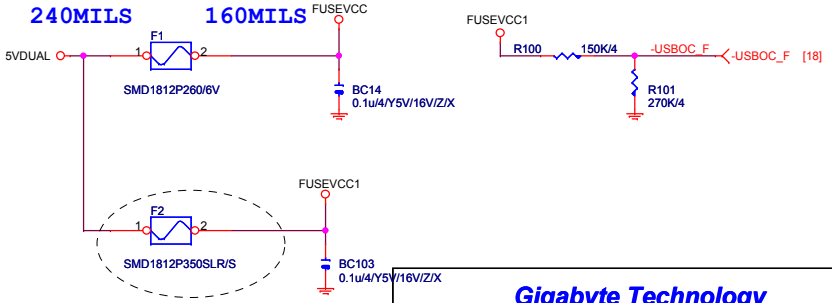 240MILS 160MILS FUSEVCC
F1
5VDUAL 1 2
SMD1812P260/6V
BC14
0.1u/4/Y5V/16V/Z/X
FUSEVCC1
R100 150K/4 -USBOC_F -USBOC_F [18]
R101
270K/4
FUSEVCC1
F2
1 2
SMD1812P350SLR/S
BC103
0.1u/4/Y5V/16V/Z/X
Gigabyte Technology